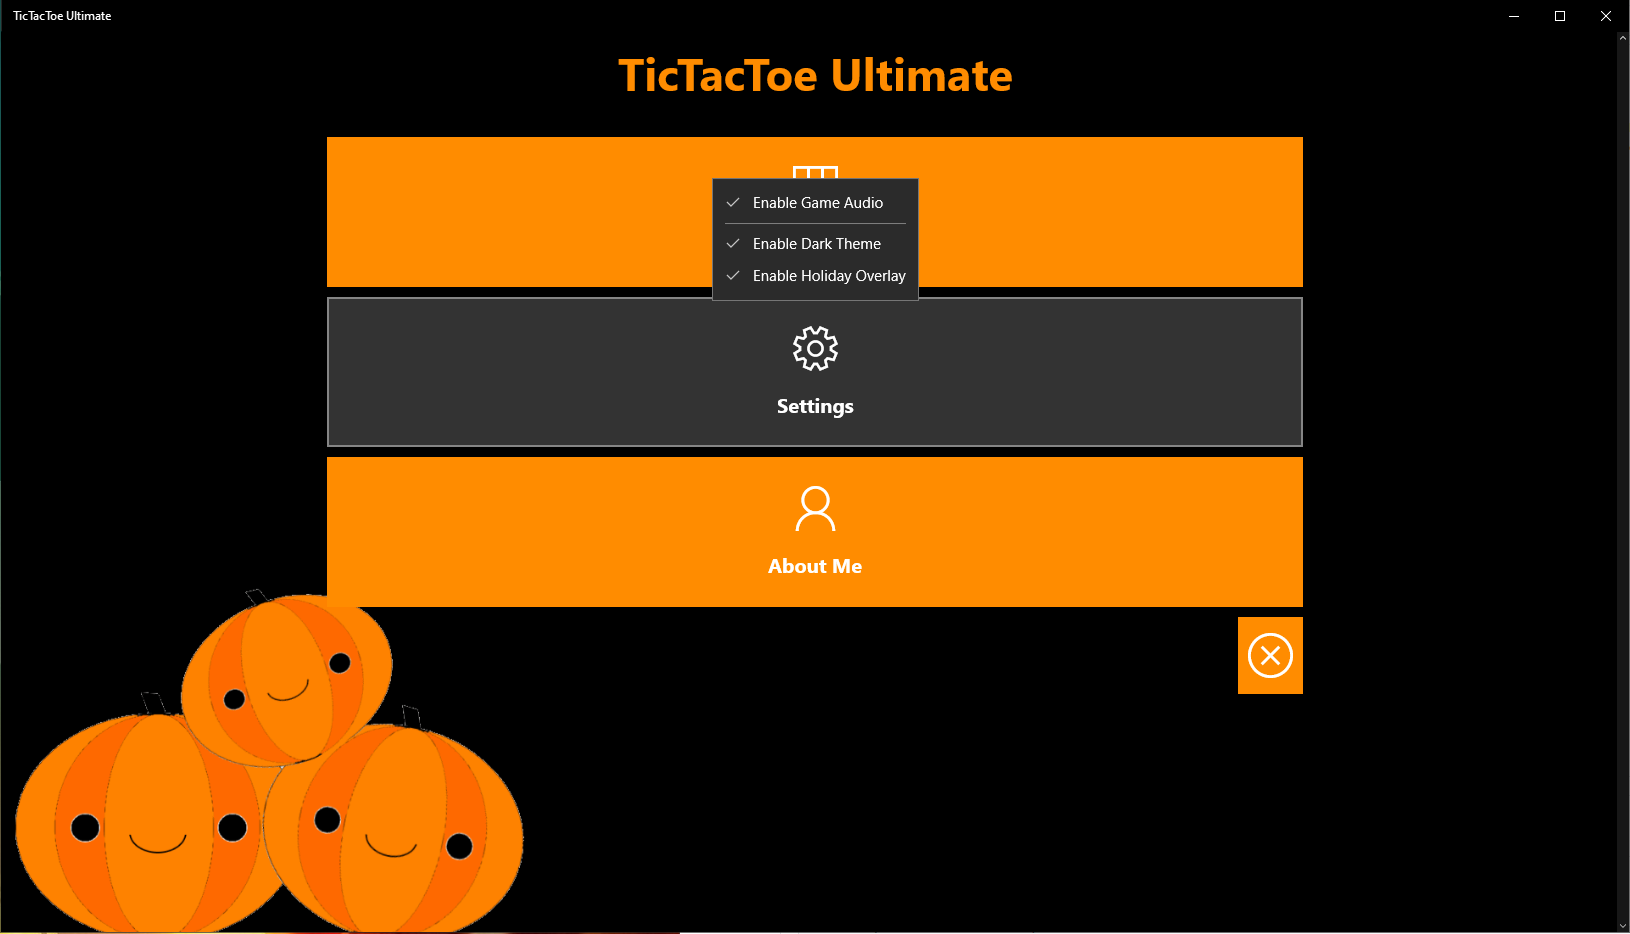 TicTacToe Ultimate
TicTacToe Ultimate
Enable Game Audio
Enable Dark Theme
Enable Holiday Overlay
Settings
About Me